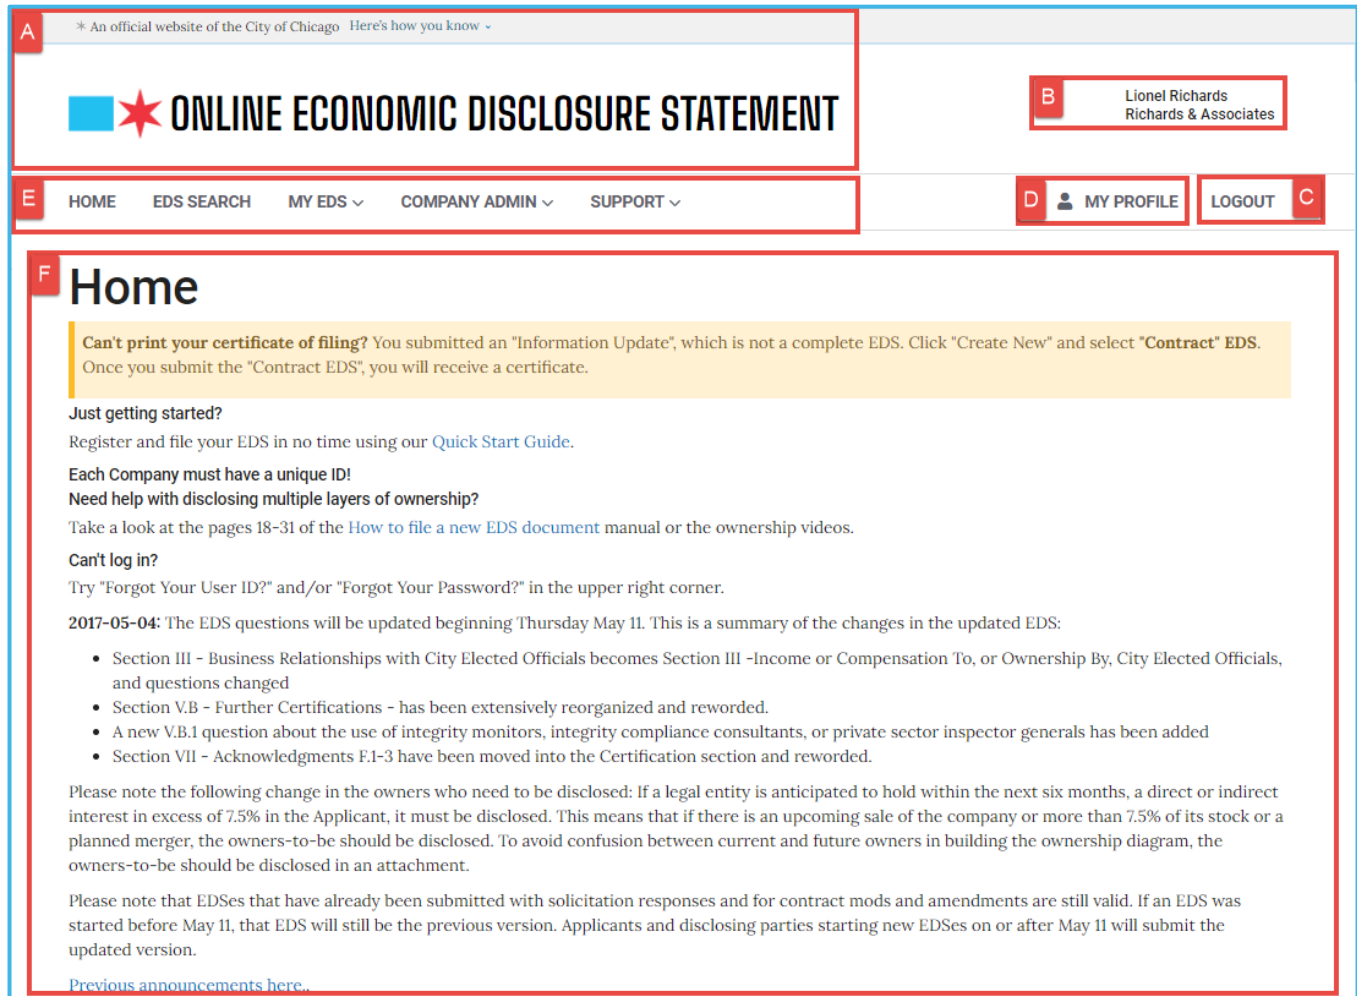 A
* An official website of the City of Chicago Here's how you know
ONLINE ECONOMIC DISCLOSURE STATEMENT
B
Lionel Richards
Richards & Associates
E
HOME EDS SEARCH MY EDS COMPANY ADMIN SUPPORT
D
MY PROFILE
LOGOUT
C
F
Home
Can't print your certificate of filing? You submitted an "Information Update", which is not a complete EDS. Click "Create New" and select "Contract" EDS.
Once you submit the "Contract EDS", you will receive a certificate.
Just getting started?
Register and file your EDS in no time using our Quick Start Guide.
Each Company must have a unique ID!
Need help with disclosing multiple layers of ownership?
Take a look at the pages 18-31 of the How to file a new EDS document manual or the ownership videos.
Can't log in?
Try "Forgot Your User ID?" and/or "Forgot Your Password?" in the upper right corner.
2017-05-04: The EDS questions will be updated beginning Thursday May 11. This is a summary of the changes in the updated EDS:
• Section III - Business Relationships with City Elected Officials becomes Section III -Income or Compensation To, or Ownership By, City Elected Officials,
and questions changed
• Section V.B - Further Certifications - has been extensively reorganized and reworded.
• A new V.B.1 question about the use of integrity monitors, integrity compliance consultants, or private sector inspector generals has been added
• Section VII - Acknowledgments F.1-3 have been moved into the Certification section and reworded.
Please note the following change in the owners who need to be disclosed: If a legal entity is anticipated to hold within the next six months, a direct or indirect
interest in excess of 7.5% in the Applicant, it must be disclosed. This means that if there is an upcoming sale of the company or more than 7.5% of its stock or a
planned merger, the owners-to-be should be disclosed. To avoid confusion between current and future owners in building the ownership diagram, the
owners-to-be should be disclosed in an attachment.
Please note that EDSes that have already been submitted with solicitation responses and for contract mods and amendments are still valid. If an EDS was
started before May 11, that EDS will still be the previous version. Applicants and disclosing parties starting new EDSes on or after May 11 will submit the
updated version.
Previous announcements here..